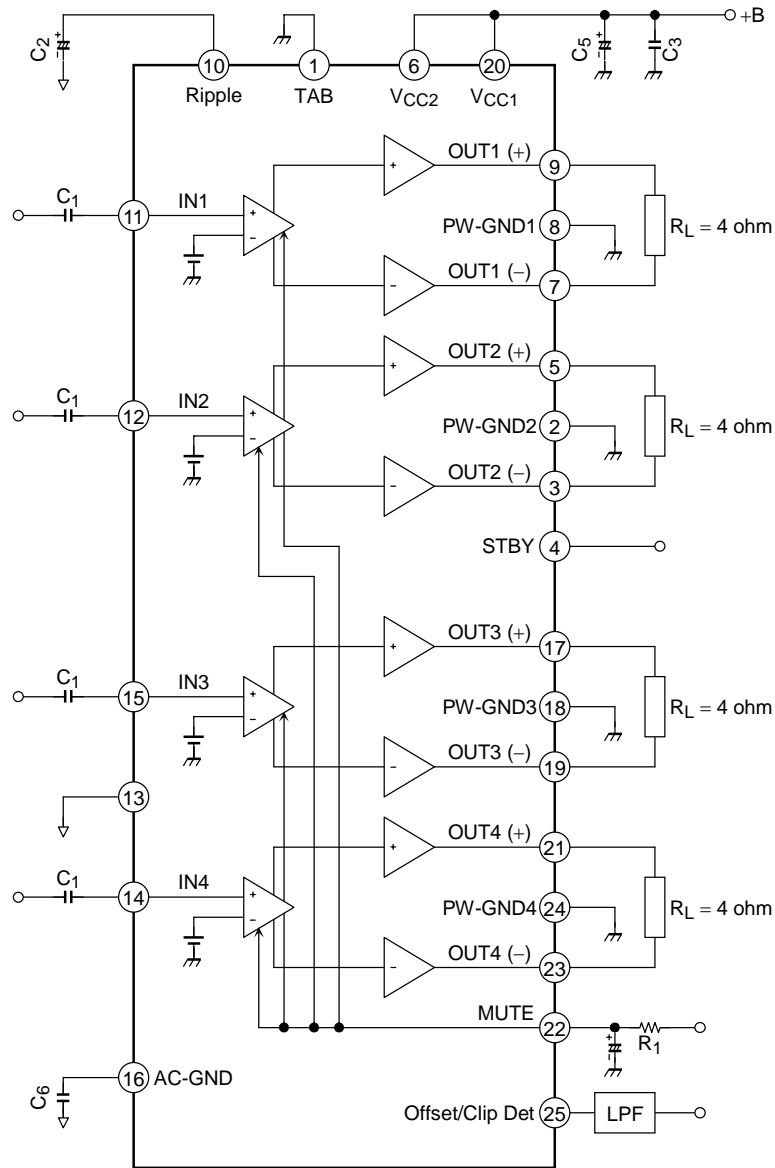 +B
C2 + -
C5 + -
C3
10 1 6 20
Ripple TAB VCC2 VCC1
OUT1 (+) 9
+
C1 11 IN1 + -
PW-GND1 8
RL = 4 ohm
OUT1 (−) 7
−
OUT2 (+) 5
+
C1 12 IN2 + -
PW-GND2 2
RL = 4 ohm
OUT2 (−) 3
−
STBY 4
OUT3 (+) 17
+
C1 15 IN3 + -
PW-GND3 18
RL = 4 ohm
OUT3 (−) 19
−
13
OUT4 (+) 21
+
C1 14 IN4 + -
PW-GND4 24
RL = 4 ohm
OUT4 (−) 23
−
MUTE 22
+ - R1
C6 16 AC-GND
Offset/Clip Det 25 LPF